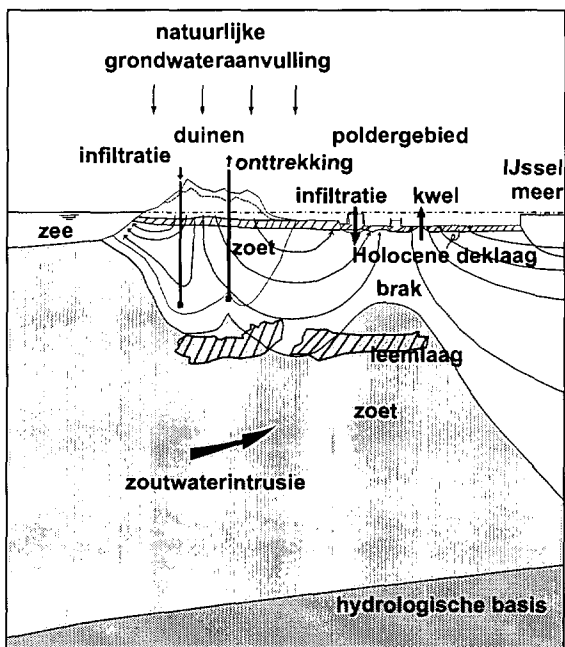 natuurlijke
grondwateraanvulling
duinen
poldergebied
infiltratie
onttrekking
IJssel-
meer
infiltratie
kwel
zee
zoet
Holocene deklaag
brak
leemlaag
zoet
zoutwaterintrusie
hydrologische basis